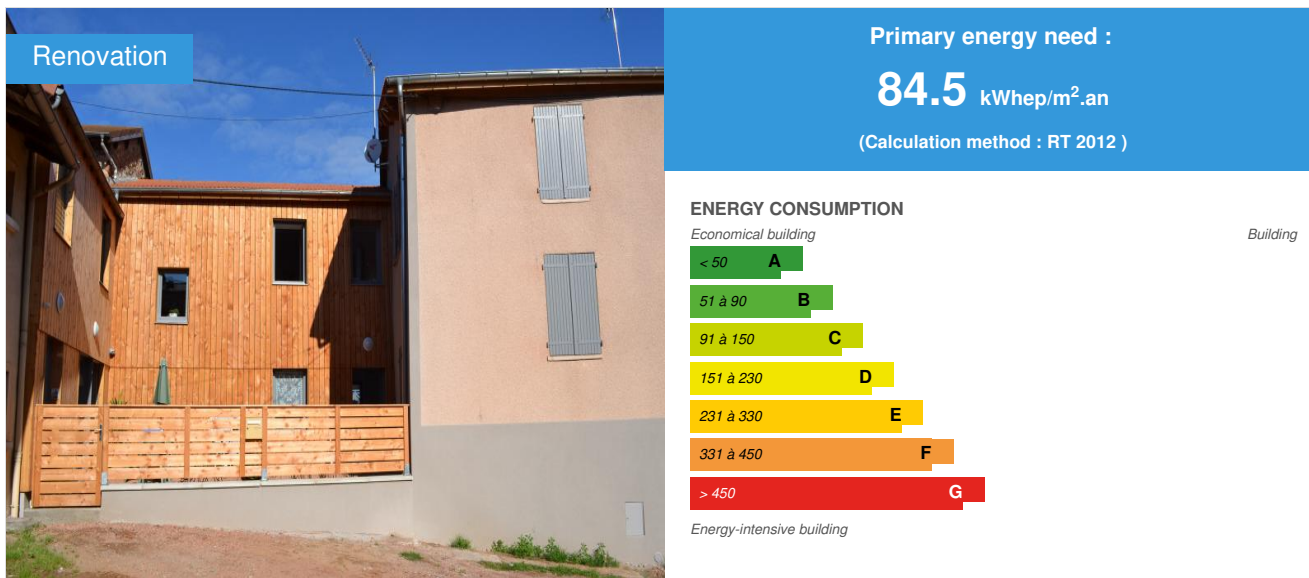 Renovation
Primary energy need :
84.5 kWhep/m².an
(Calculation method : RT 2012 )
ENERGY CONSUMPTION
Economical building
Building
< 50 A
51 à 90 B
91 à 150 C
151 à 230 D
231 à 330 E
331 à 450 F
> 450 G
Energy-intensive building